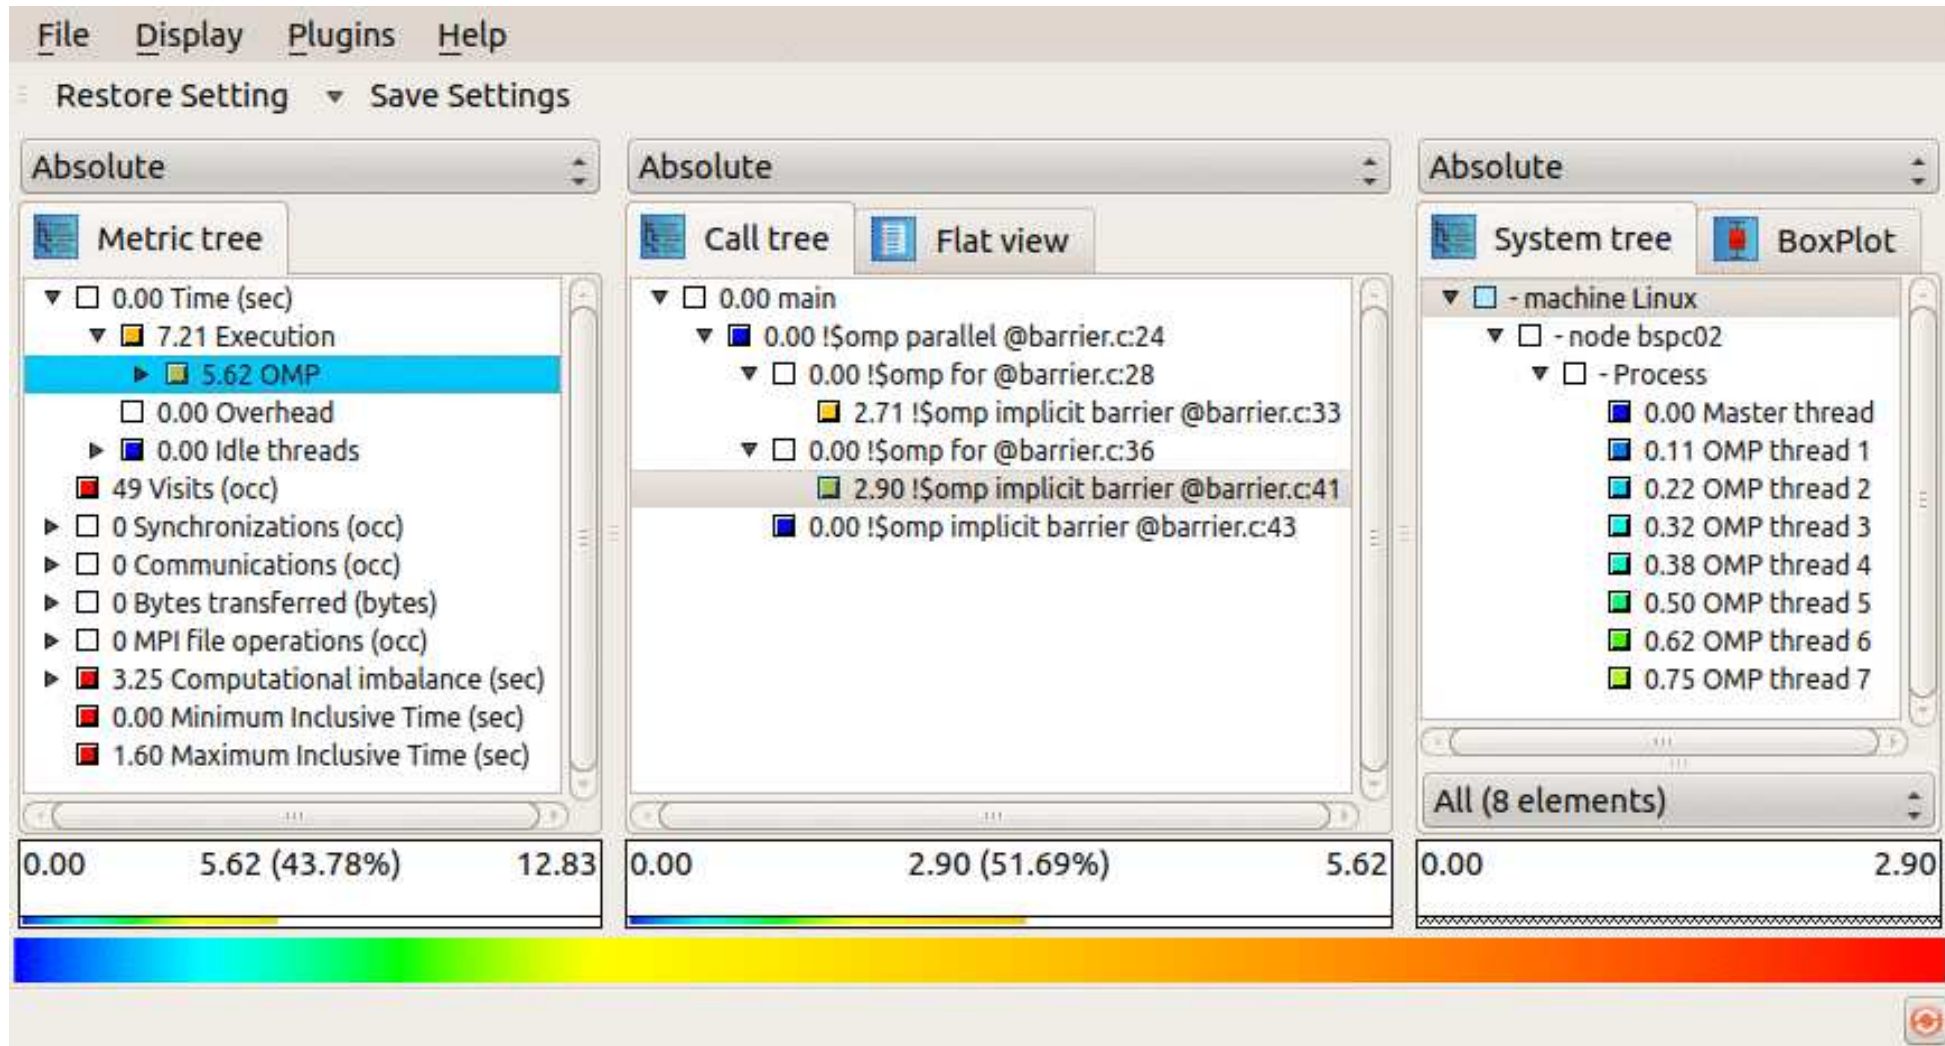 File Display Plugins Help
Restore Setting Save Settings
Absolute
Metric tree
0.00 Time (sec)
7.21 Execution
5.62 OMP
0.00 Overhead
0.00 Idle threads
49 Visits (occ)
0 Synchronizations (occ)
0 Communications (occ)
0 Bytes transferred (bytes)
0 MPI file operations (occ)
3.25 Computational imbalance (sec)
0.00 Minimum Inclusive Time (sec)
1.60 Maximum Inclusive Time (sec)
0.00 5.62 (43.78%) 12.83
Absolute
Call tree Flat view
0.00 main
0.00 !$omp parallel @barrier.c:24
0.00 !$omp for @barrier.c:28
2.71 !$omp implicit barrier @barrier.c:33
0.00 !$omp for @barrier.c:36
2.90 !$omp implicit barrier @barrier.c:41
0.00 !$omp implicit barrier @barrier.c:43
0.00 2.90 (51.69%) 5.62
Absolute
System tree BoxPlot
- machine Linux
- node bspc02
- Process
0.00 Master thread
0.11 OMP thread 1
0.22 OMP thread 2
0.32 OMP thread 3
0.38 OMP thread 4
0.50 OMP thread 5
0.62 OMP thread 6
0.75 OMP thread 7
All (8 elements)
0.00 2.90